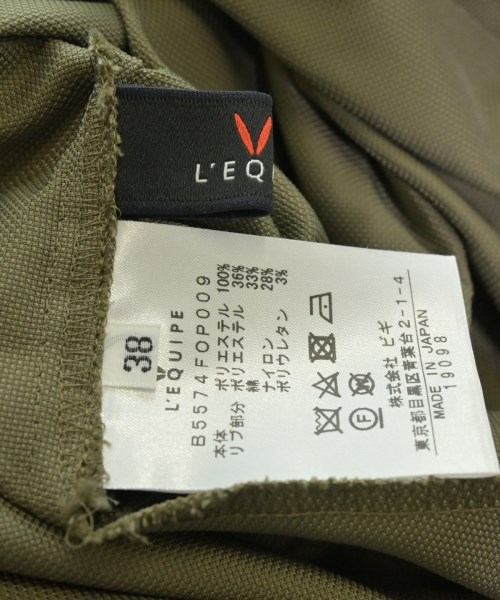 L'EQ
38
L'EQUIPE
B5574FOP009
本体 ポリエステル 100%
リブ部分 ポリエステル 36%
綿 33%
ナイロン 28%
ポリウレタン 3%
F
株式会社 ビギ
東京都目黒区青葉台2-1-4
MADE IN JAPAN
19098